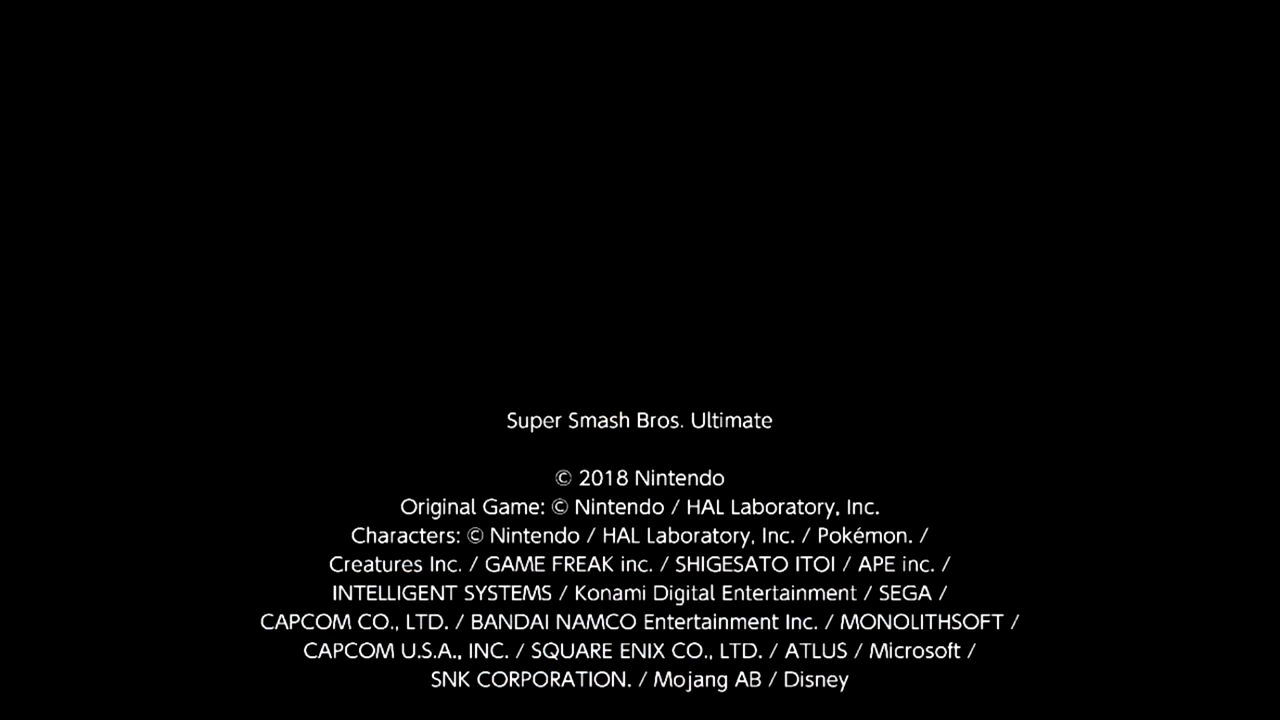 Super Smash Bros. Ultimate
© 2018 Nintendo
Original Game: © Nintendo / HAL Laboratory, Inc.
Characters: © Nintendo / HAL Laboratory, Inc. / Pokémon. /
Creatures Inc. / GAME FREAK inc. / SHIGESATO ITOI / APE inc. /
INTELLIGENT SYSTEMS / Konami Digital Entertainment / SEGA /
CAPCOM CO., LTD. / BANDAI NAMCO Entertainment Inc. / MONOLITHSOFT /
CAPCOM U.S.A., INC. / SQUARE ENIX CO., LTD. / ATLUS / Microsoft /
SNK CORPORATION. / Mojang AB / Disney